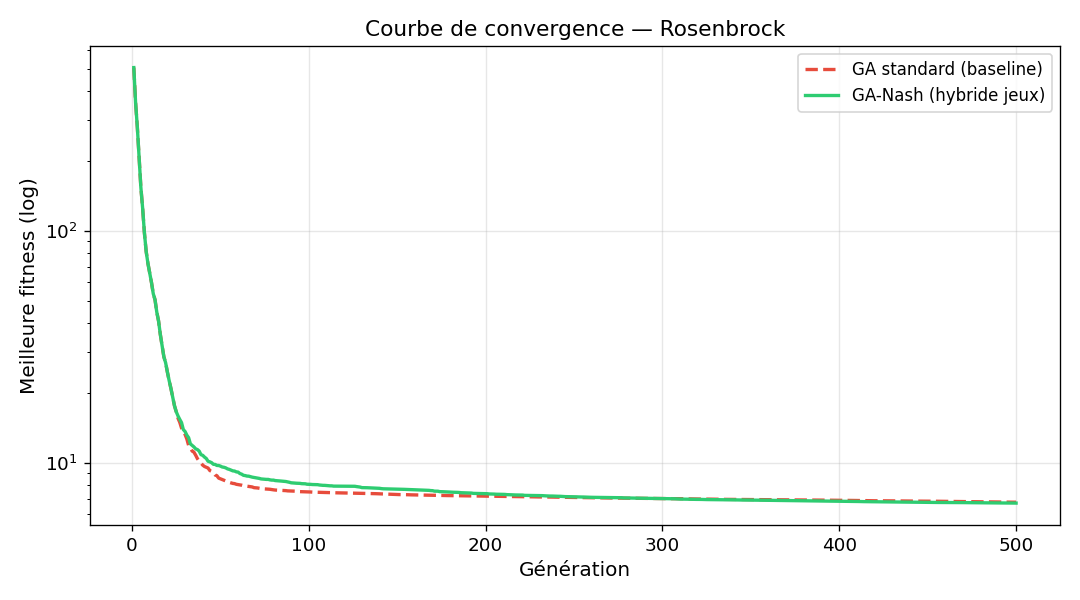 Courbe de convergence — Rosenbrock
GA standard (baseline)
GA-Nash (hybride jeux)
Meilleure fitness (log)
10²
10¹
0 100 200 300 400 500
Génération